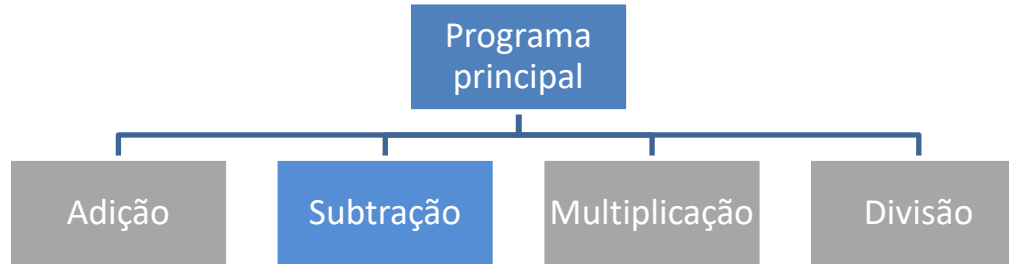 Programa
principal
Adição
Subtração
Multiplicação
Divisão